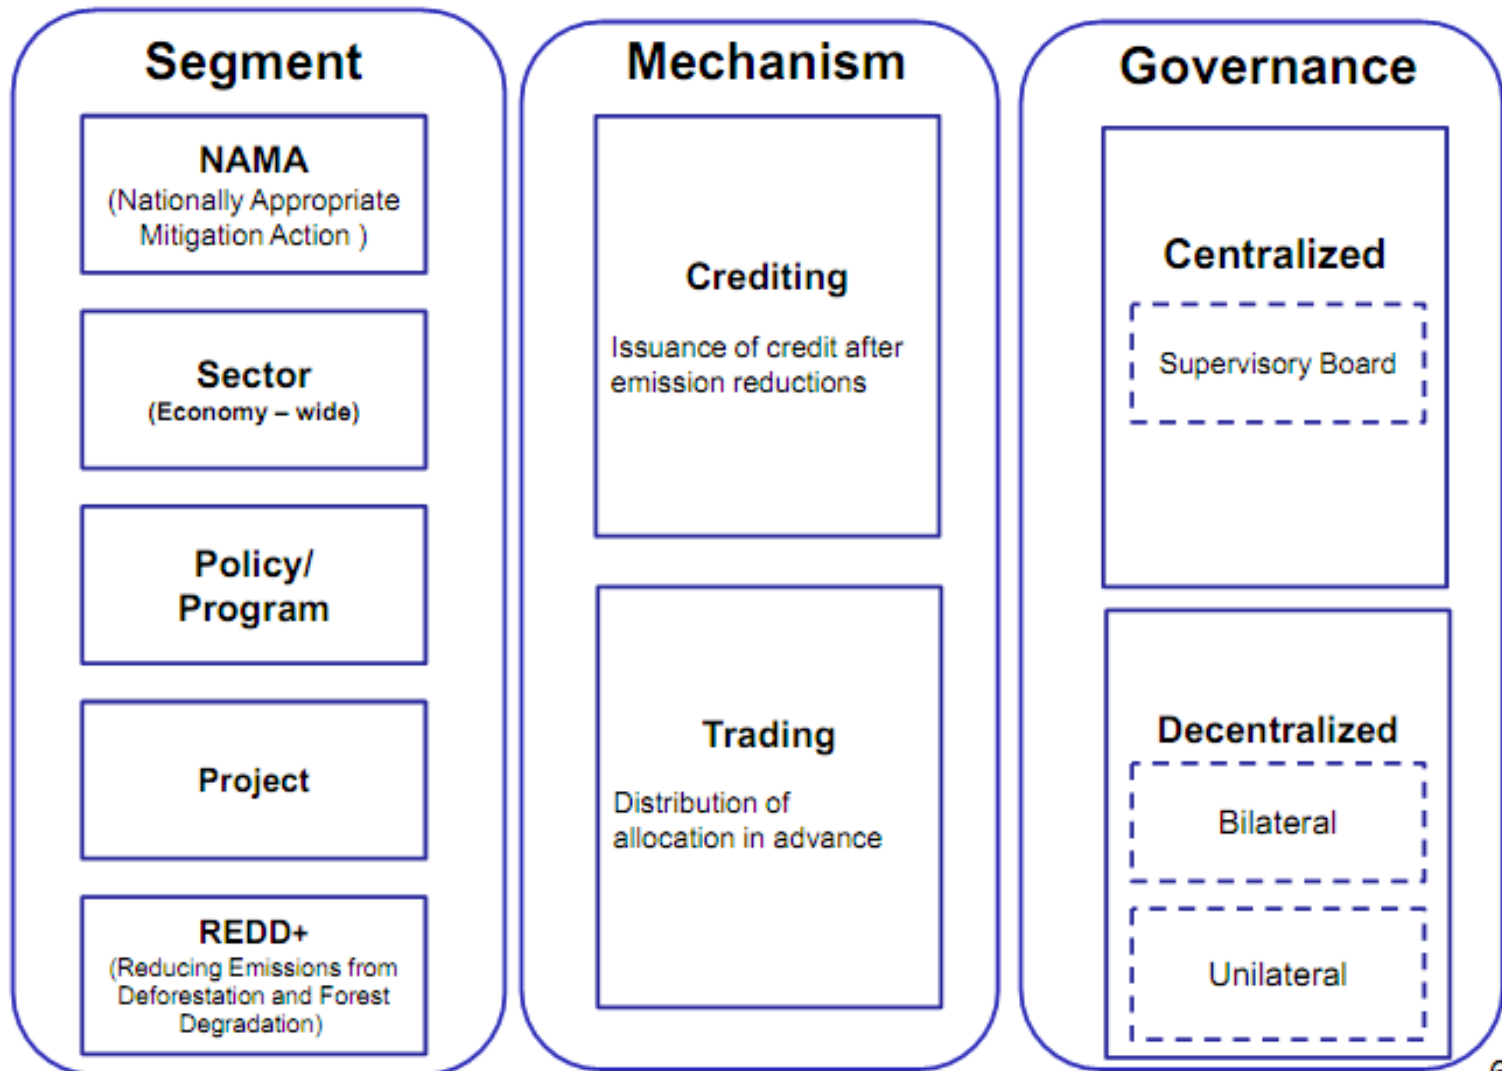 Segment
NAMA
(Nationally Appropriate
Mitigation Action )
Sector
(Economy – wide)
Policy/
Program
Project
REDD+
(Reducing Emissions from
Deforestation and Forest
Degradation)
Mechanism
Crediting
Issuance of credit after
emission reductions
Trading
Distribution of
allocation in advance
Governance
Centralized
Supervisory Board
Decentralized
Bilateral
Unilateral